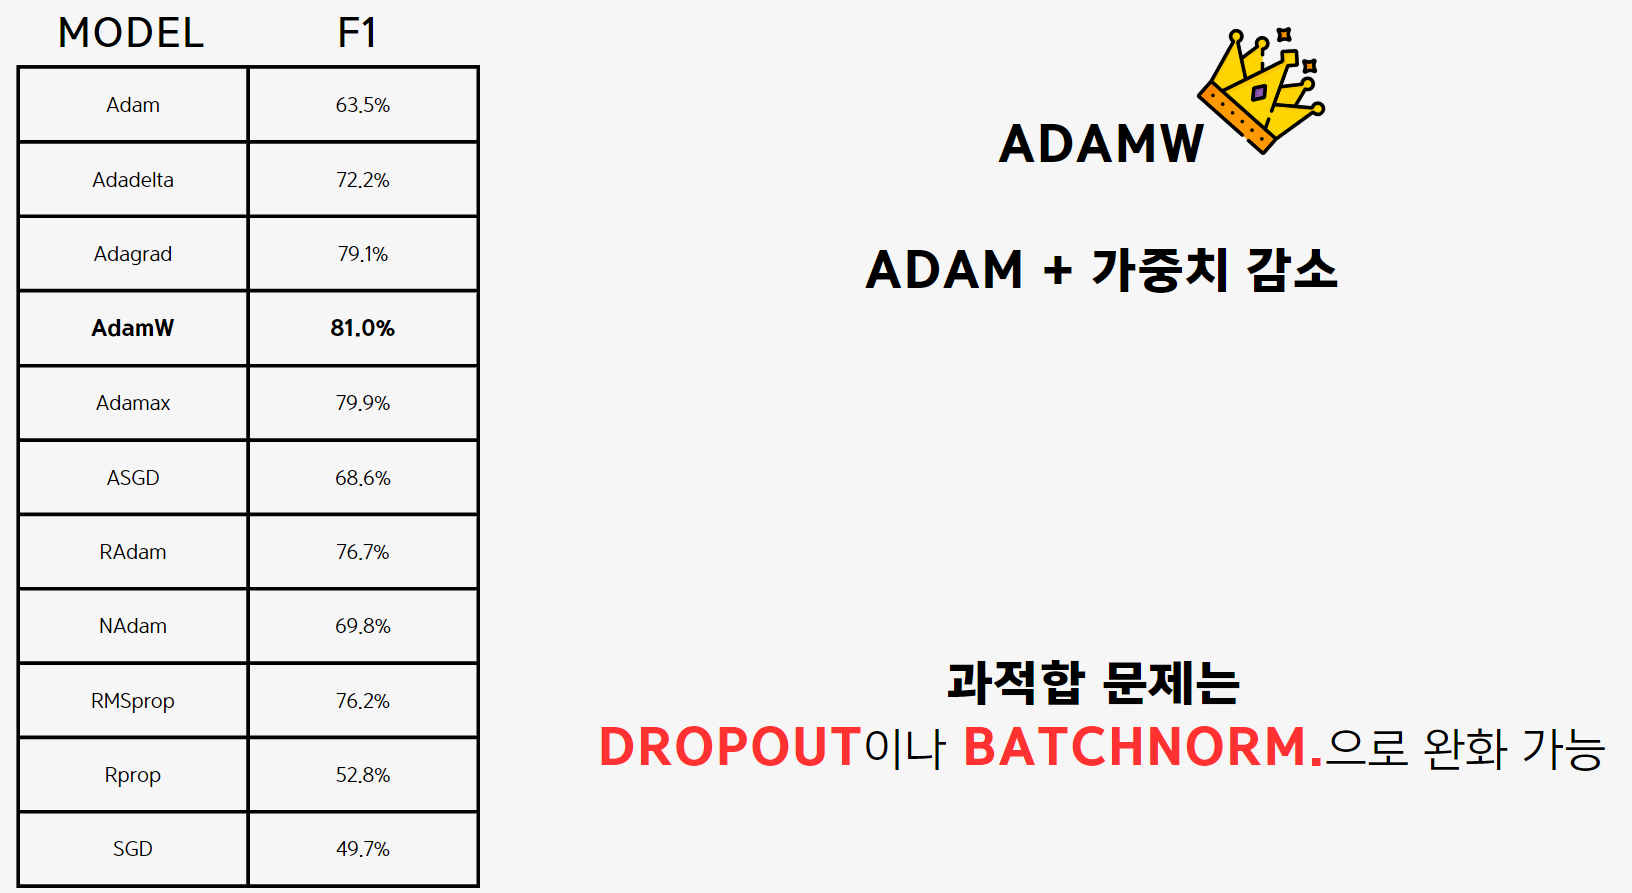 MODEL F1
Adam 63.5%
Adadelta 72.2%
Adagrad 79.1%
AdamW 81.0%
Adamax 79.9%
ASGD 68.6%
RAdam 76.7%
NAdam 69.8%
RMSprop 76.2%
Rprop 52.8%
SGD 49.7%
ADAMW
ADAM + 가중치 감소
과적합 문제는
DROPOUT이나 BATCHNORM.으로 완화 가능